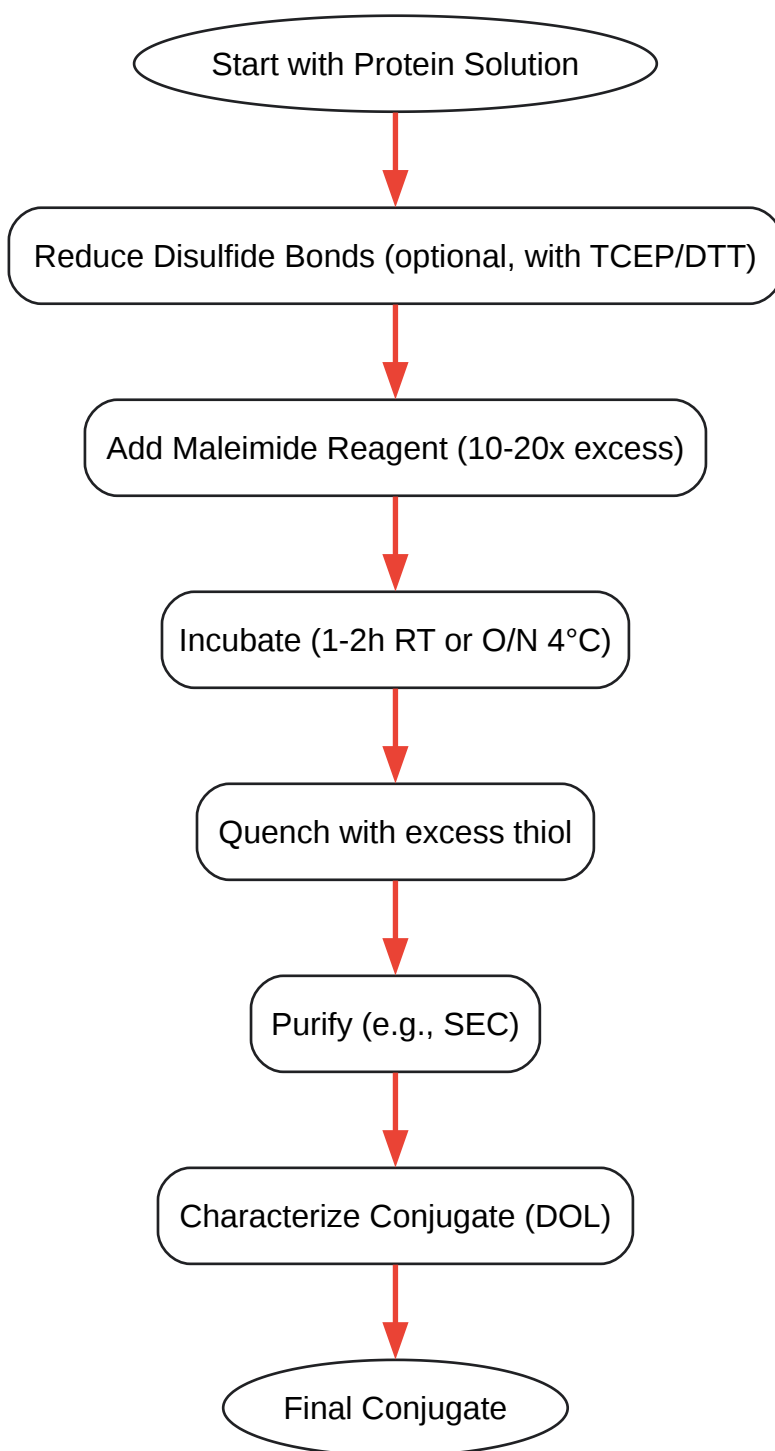 Start with Protein Solution
Reduce Disulfide Bonds (optional, with TCEP/DTT)
Add Maleimide Reagent (10-20x excess)
Incubate (1-2h RT or O/N 4°C)
Quench with excess thiol
Purify (e.g., SEC)
Characterize Conjugate (DOL)
Final Conjugate